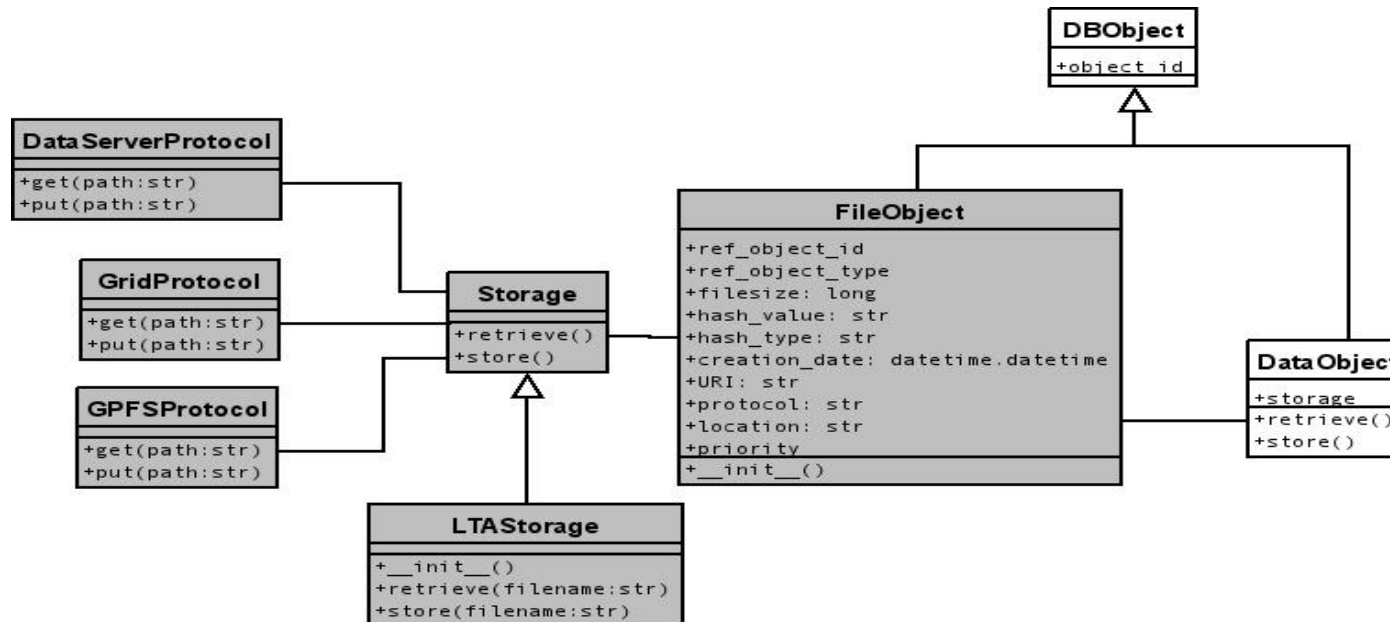 DBObject
+object_id
DataServerProtocol
+get(path:str)
+put(path:str)
FileObject
+ref_object_id
+ref_object_type
+filesize: long
+hash_value: str
+hash_type: str
+creation_date: datetime.datetime
+URI: str
+protocol: str
+location: str
+priority
+__init__()
GridProtocol
+get(path:str)
+put(path:str)
Storage
+retrieve()
+store()
DataObject
+storage
+retrieve()
+store()
GPFSProtocol
+get(path:str)
+put(path:str)
LTAStorage
+__init__()
+retrieve(filename:str)
+store(filename:str)